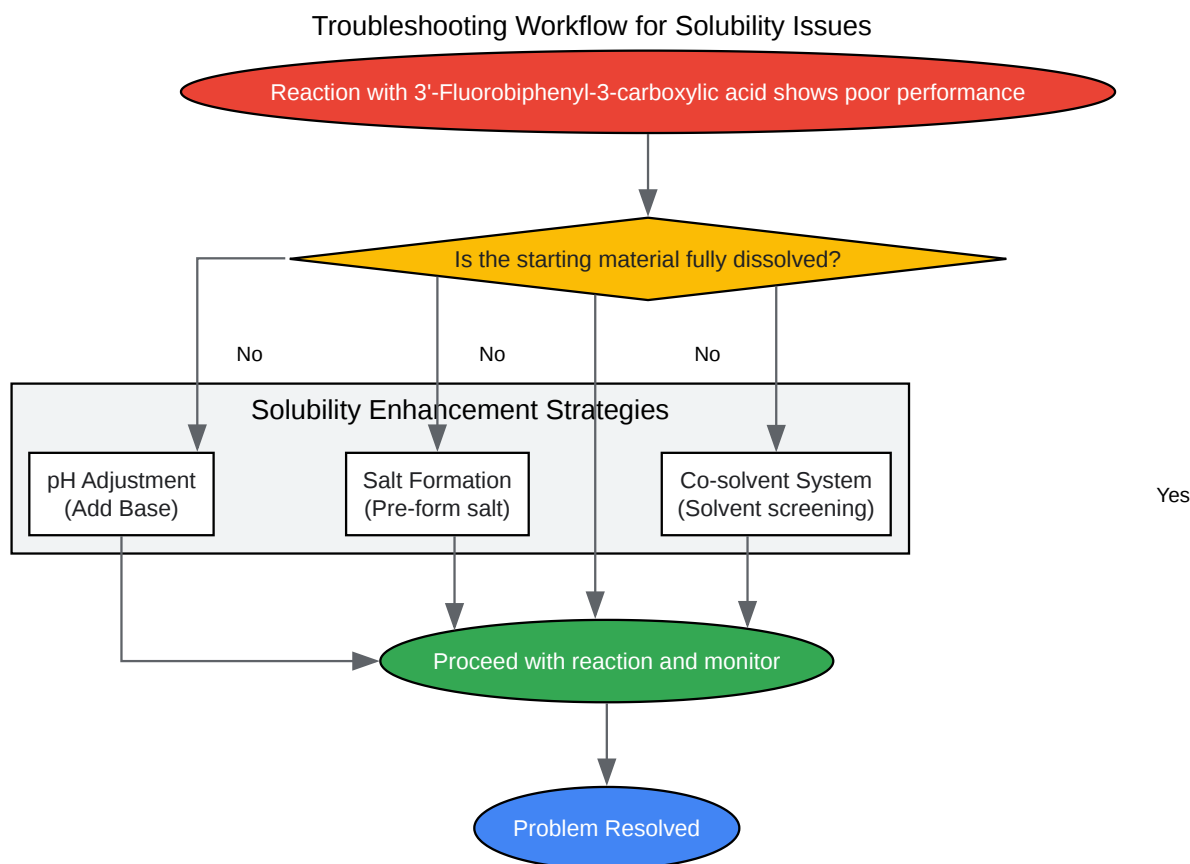 Troubleshooting Workflow for Solubility Issues
Reaction with 3'-Fluorobiphenyl-3-carboxylic acid shows poor performance
Is the starting material fully dissolved?
No
No
No
Solubility Enhancement Strategies
pH Adjustment
(Add Base)
Salt Formation
(Pre-form salt)
Co-solvent System
(Solvent screening)
Yes
Proceed with reaction and monitor
Problem Resolved